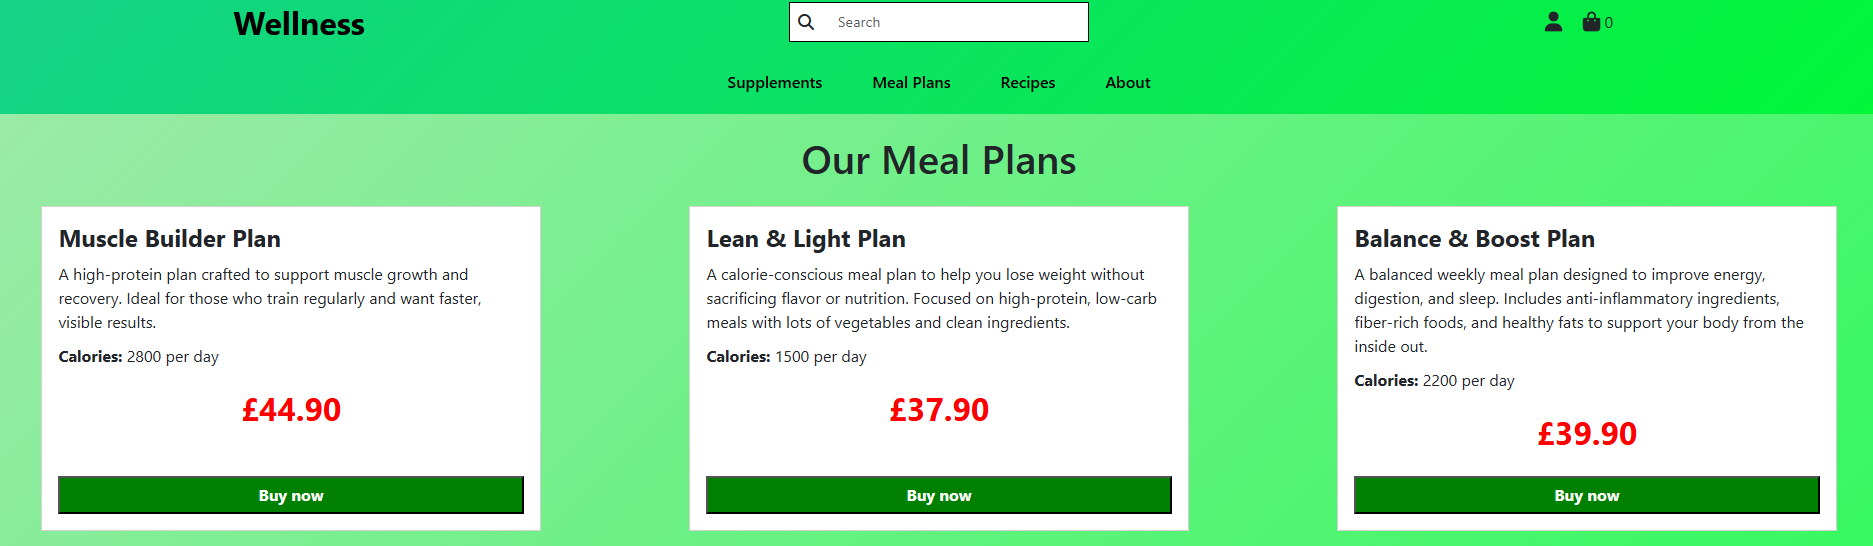 Wellness
Search
0
Supplements
Meal Plans
Recipes
About
Our Meal Plans
Muscle Builder Plan
A high-protein plan crafted to support muscle growth and
recovery. Ideal for those who train regularly and want faster,
visible results.
Calories: 2800 per day
£44.90
Buy now
Lean & Light Plan
A calorie-conscious meal plan to help you lose weight without
sacrificing flavor or nutrition. Focused on high-protein, low-carb
meals with lots of vegetables and clean ingredients.
Calories: 1500 per day
£37.90
Buy now
Balance & Boost Plan
A balanced weekly meal plan designed to improve energy,
digestion, and sleep. Includes anti-inflammatory ingredients,
fiber-rich foods, and healthy fats to support your body from the
inside out.
Calories: 2200 per day
£39.90
Buy now